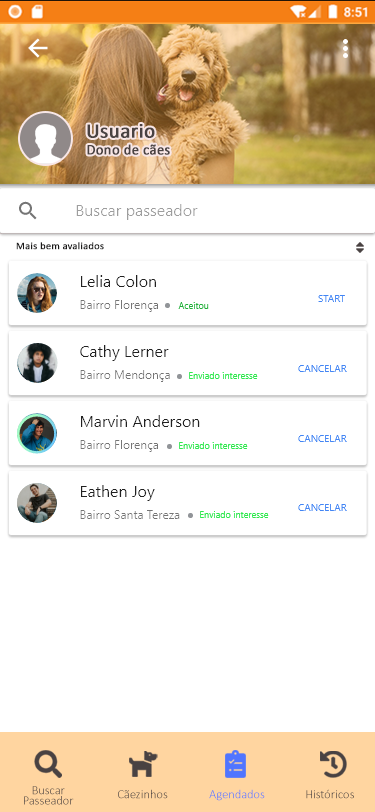 8:51
Usuario
Dono de cães
Buscar passeador
Mais bem avaliados
Lelia Colon
Bairro Florença • Aceitou
START
Cathy Lerner
Bairro Mendonça • Enviado interesse
CANCELAR
Marvin Anderson
Bairro Florença • Enviado interesse
CANCELAR
Eathen Joy
Bairro Santa Tereza • Enviado interesse
CANCELAR
Buscar
Passeador
Cãezinhos
Agendados
Históricos